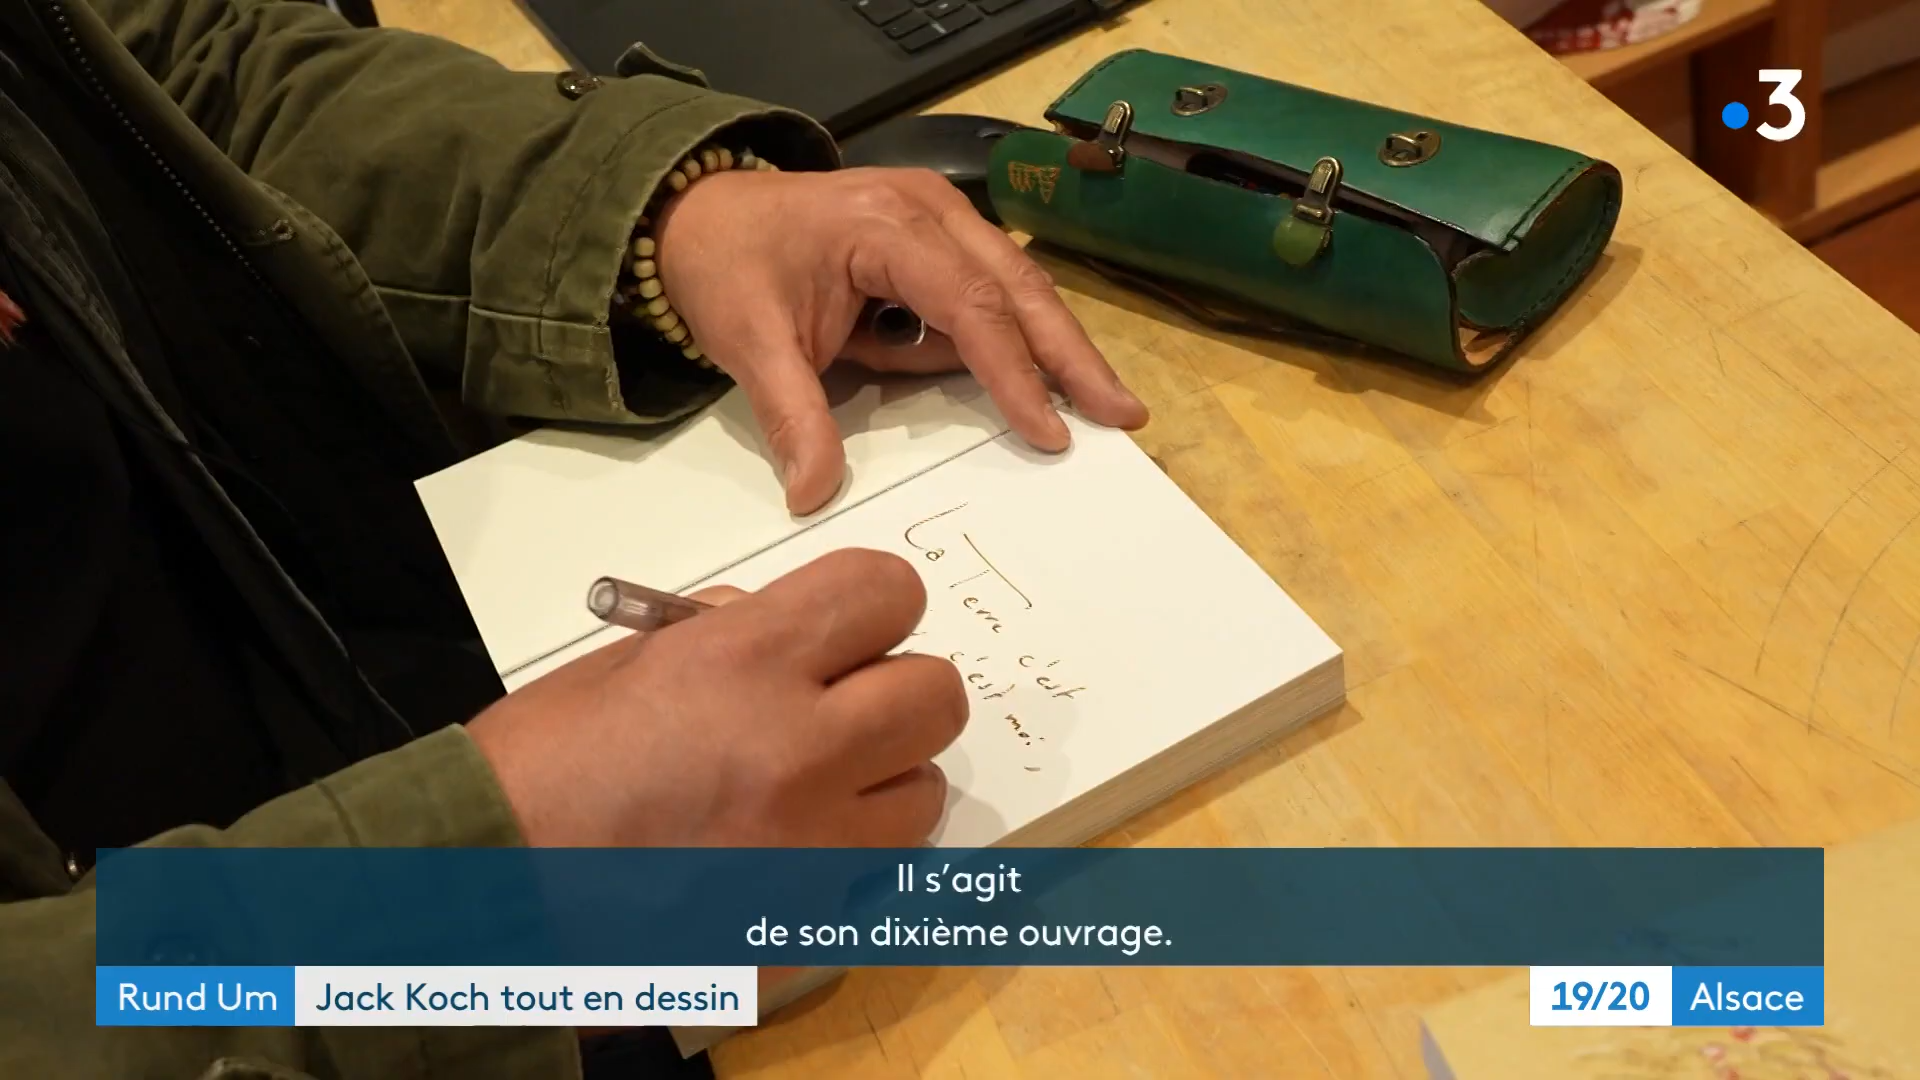 3
La Terre c'est
c'est moi,
Il s'agit
de son dixième ouvrage.
Rund Um
Jack Koch tout en dessin
19/20
Alsace